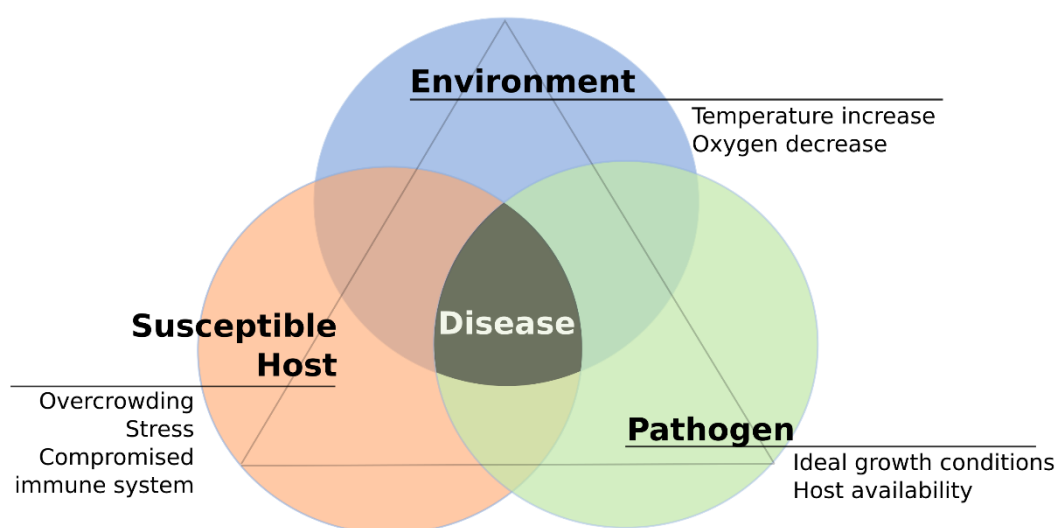 Environment
Temperature increase
Oxygen decrease
Disease
Susceptible
Host
Overcrowding
Stress
Compromised
immune system
Pathogen
Ideal growth conditions
Host availability